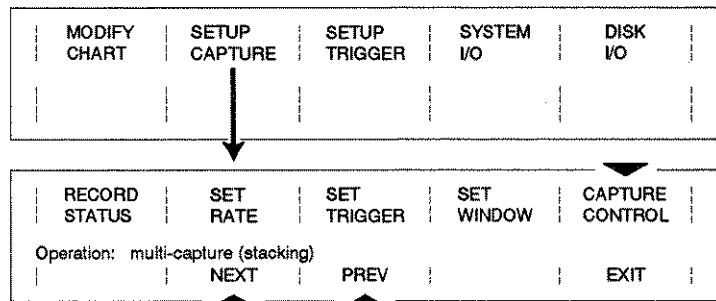 MODIFY SETUP SETUP SYSTEM DISK
CHART CAPTURE TRIGGER I/O I/O
RECORD SET SET SET CAPTURE
STATUS RATE TRIGGER WINDOW CONTROL
Operation: multi-capture (stacking)
NEXT PREV EXIT